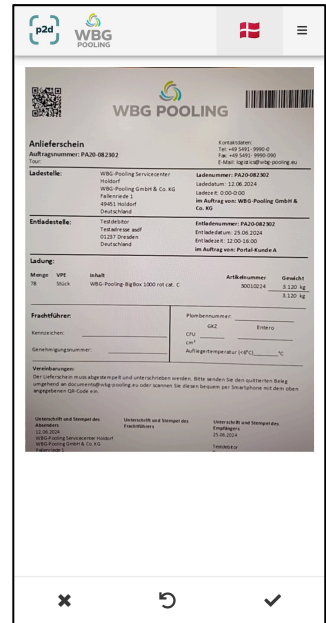 p2d
WBG
POOLING
WBG POOLING
Anlieferschein
Auftragsnummer: PA20-082302
Tour:
Kontaktdaten:
Tel: +49 5491- 9990-0
Fax: +49 5491- 9990-090
E-Mail: logistics@wbg-pooling.eu
Ladestelle:
WBG-Pooling Servicecenter
Holdorf
WBG-Pooling GmbH & Co. KG
Fallenriede 1
49451 Holdorf
Deutschland
Ladenummer: PA20-082302
Ladedatum: 12.06.2024
Ladezeit: 0:00-0:00
im Auftrag von: WBG-Pooling GmbH &
Co. KG
Entladestelle:
Testdebitor
Testadresse asdf
01237 Dresden
Deutschland
Entladenummer: PA20-082302
Entladedatum: 25.06.2024
Entladezeit: 12:00-16:00
im Auftrag von: Portal-Kunde A
Ladung:
Menge VPE Inhalt Artikelnummer Gewicht
78 Stück WBG-Pooling-BigBox 1000 rot cat. C 30010224 3.120 kg
3.120 kg
Frachtführer:
Kennzeichen:
Genehmigungsnummer:
Plombennummer:
GKZ Entero
CFU
cm²
Aufliegertemperatur (<8°C) °C
Vereinbarungen:
Der Lieferschein muss abgestempelt und unterschrieben werden. Bitte senden Sie den quittierten Beleg
umgehend an documents@wbg-pooling.eu oder scannen Sie diesen bequem per Smartphone mit dem oben
angegebenen QR-Code ein.
Unterschrift und Stempel des
Absenders
12.06.2024
WBG-Pooling Servicecenter Holdorf
WBG-Pooling GmbH & Co. KG
Fallenriede 1
Unterschrift und Stempel des
Frachtführers
Unterschrift und Stempel des
Empfängers
25.06.2024
Testdebitor